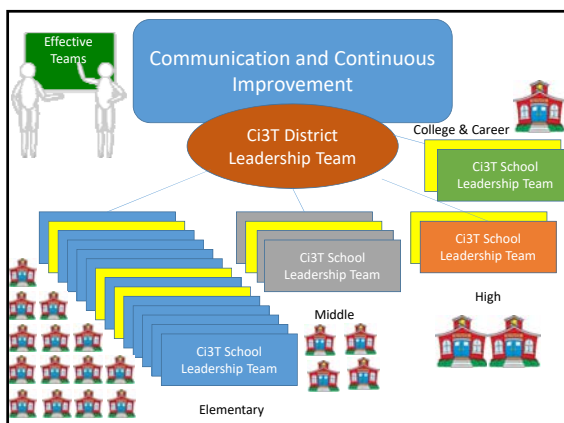 Effective
Teams
Communication and Continuous
Improvement
Ci3T District
Leadership Team
College & Career
Ci3T School
Leadership Team
Ci3T School
Leadership Team
Ci3T School
Leadership Team
High
Middle
Ci3T School
Leadership Team
Elementary